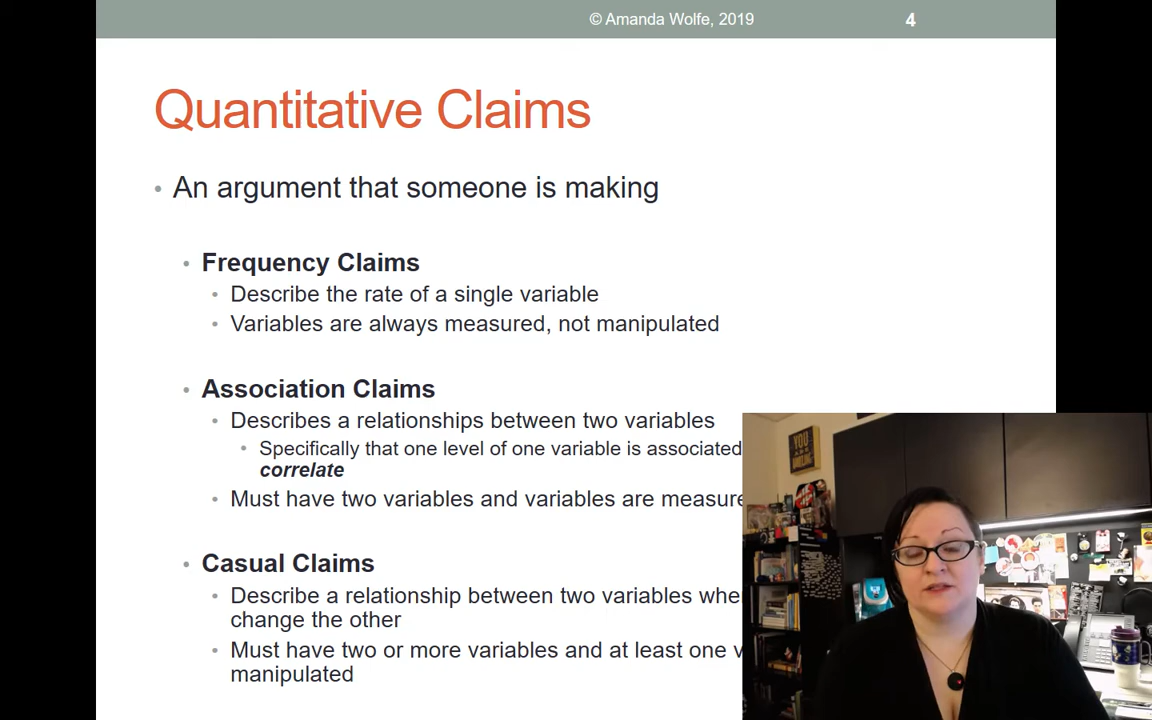 © Amanda Wolfe, 2019 4
Quantitative Claims
• An argument that someone is making
• Frequency Claims
• Describe the rate of a single variable
• Variables are always measured, not manipulated
• Association Claims
• Describes a relationships between two variables
• Specifically that one level of one variable is associated
correlate
• Must have two variables and variables are measure
• Casual Claims
• Describe a relationship between two variables whe
change the other
• Must have two or more variables and at least one v
manipulated
YOU